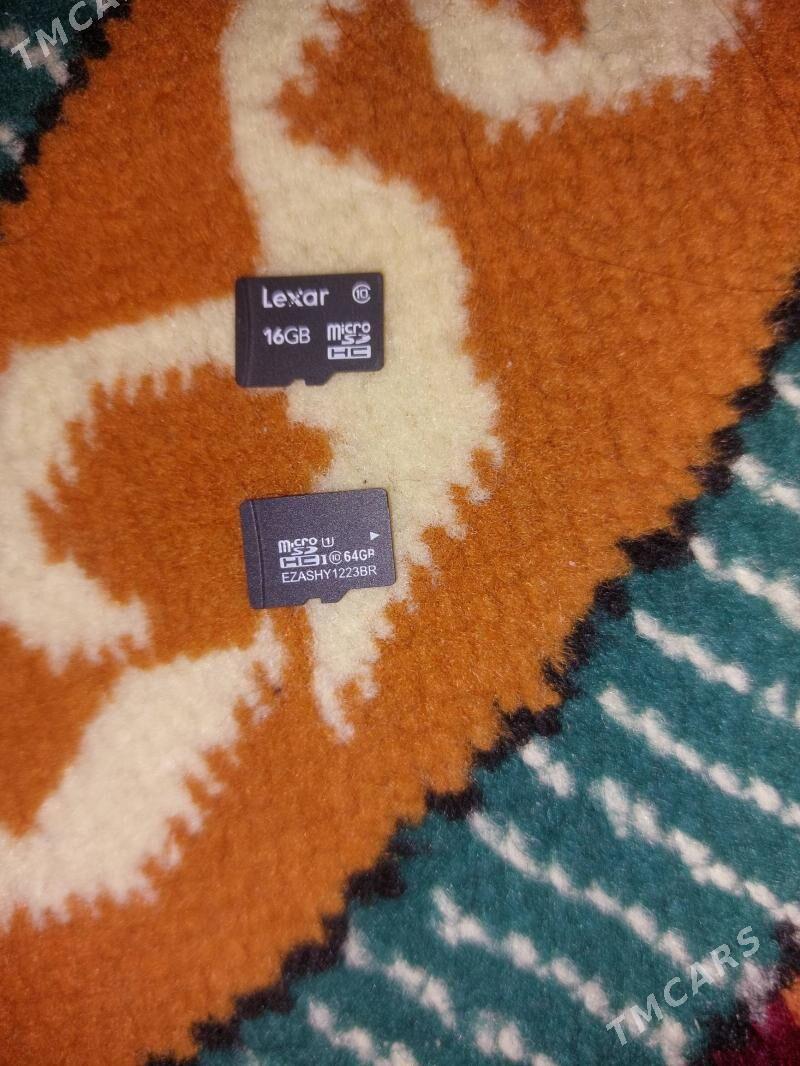 TMCARS
Lexar 10
16GB micro SD HC
micro SD HC I U1 10 64GB
EZASHY1223BR
TMCARS